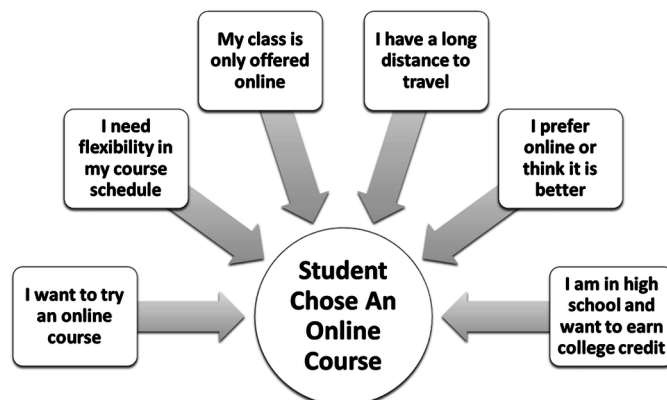 My class is
only offered
online
I have a long
distance to
travel
I need
flexibility in
my course
schedule
I prefer
online or
think it is
better
I want to try
an online
course
Student
Chose An
Online
Course
I am in high
school and
want to earn
college credit